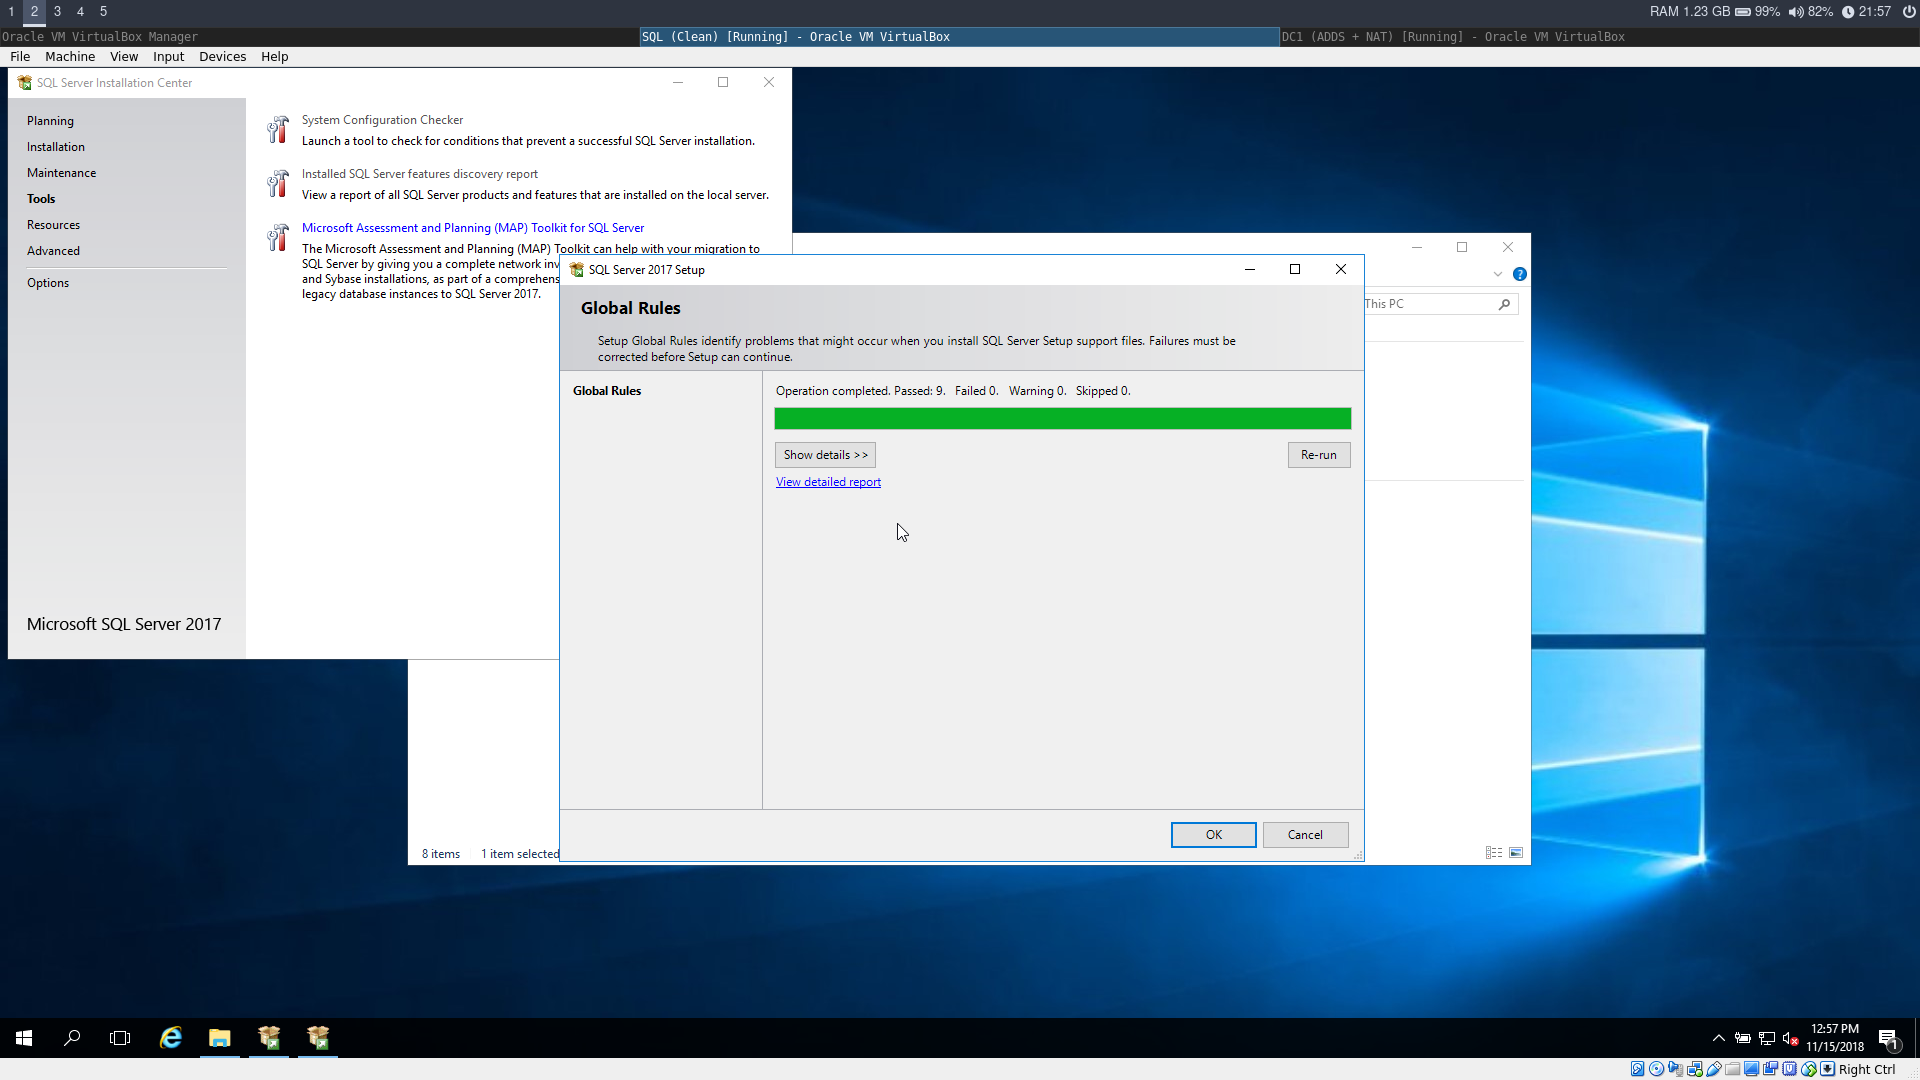 1 2 3 4 5
RAM 1.23 GB 99% 82% 21:57
Oracle VM VirtualBox Manager
SQL (Clean) [Running] - Oracle VM VirtualBox
DC1 (ADDS + NAT) [Running] - Oracle VM VirtualBox
File Machine View Input Devices Help
SQL Server Installation Center
Planning
Installation
Maintenance
Tools
Resources
Advanced
Options
Microsoft SQL Server 2017
System Configuration Checker
Launch a tool to check for conditions that prevent a successful SQL Server installation.
Installed SQL Server features discovery report
View a report of all SQL Server products and features that are installed on the local server.
Microsoft Assessment and Planning (MAP) Toolkit for SQL Server
The Microsoft Assessment and Planning (MAP) Toolkit can help with your migration to
SQL Server by giving you a complete network inv
and Sybase installations, as part of a comprehens
legacy database instances to SQL Server 2017.
This PC
8 items 1 item selected
SQL Server 2017 Setup
Global Rules
Setup Global Rules identify problems that might occur when you install SQL Server Setup support files. Failures must be
corrected before Setup can continue.
Global Rules
Operation completed. Passed: 9. Failed 0. Warning 0. Skipped 0.
Show details >>
Re-run
View detailed report
OK
Cancel
12:57 PM
11/15/2018
1
Right Ctrl